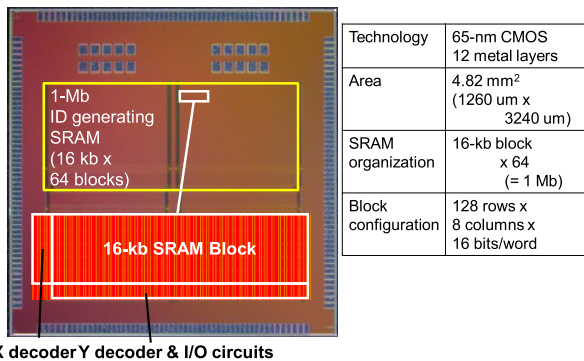 1-Mb
ID generating
SRAM
(16 kb x
64 blocks)
16-kb SRAM Block
X decoder Y decoder & I/O circuits
Technology
65-nm CMOS
12 metal layers
Area
4.82 mm²
(1260 um x
3240 um)
SRAM
organization
16-kb block
x 64
(= 1 Mb)
Block
configuration
128 rows x
8 columns x
16 bits/word